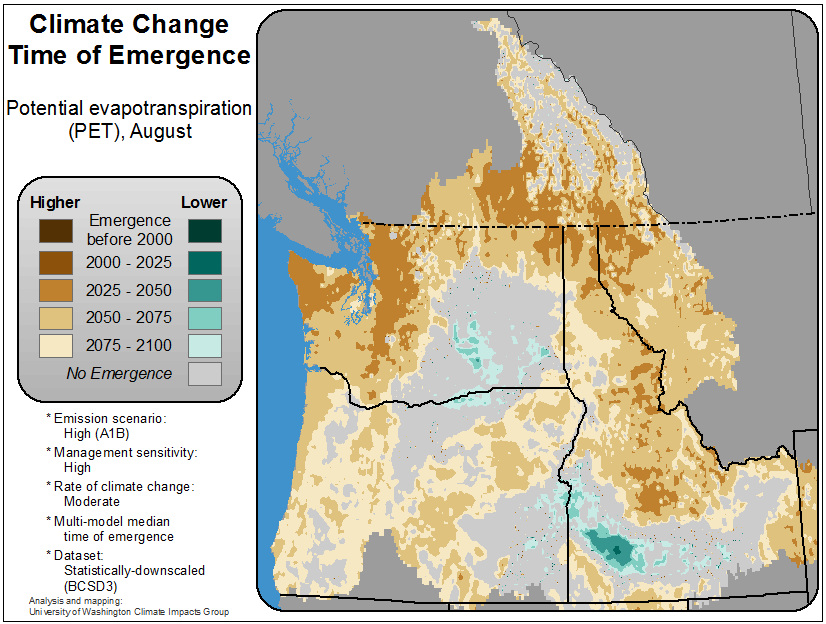 Climate Change
Time of Emergence
Potential evapotranspiration
(PET), August
Higher
Lower
Emergence
before 2000
2000 - 2025
2025 - 2050
2050 - 2075
2075 - 2100
No Emergence
* Emission scenario:
High (A1B)
* Management sensitivity:
High
* Rate of climate change:
Moderate
* Multi-model median
time of emergence
* Dataset:
Statistically-downscaled
(BCSD3)
Analysis and mapping:
University of Washington Climate Impacts Group